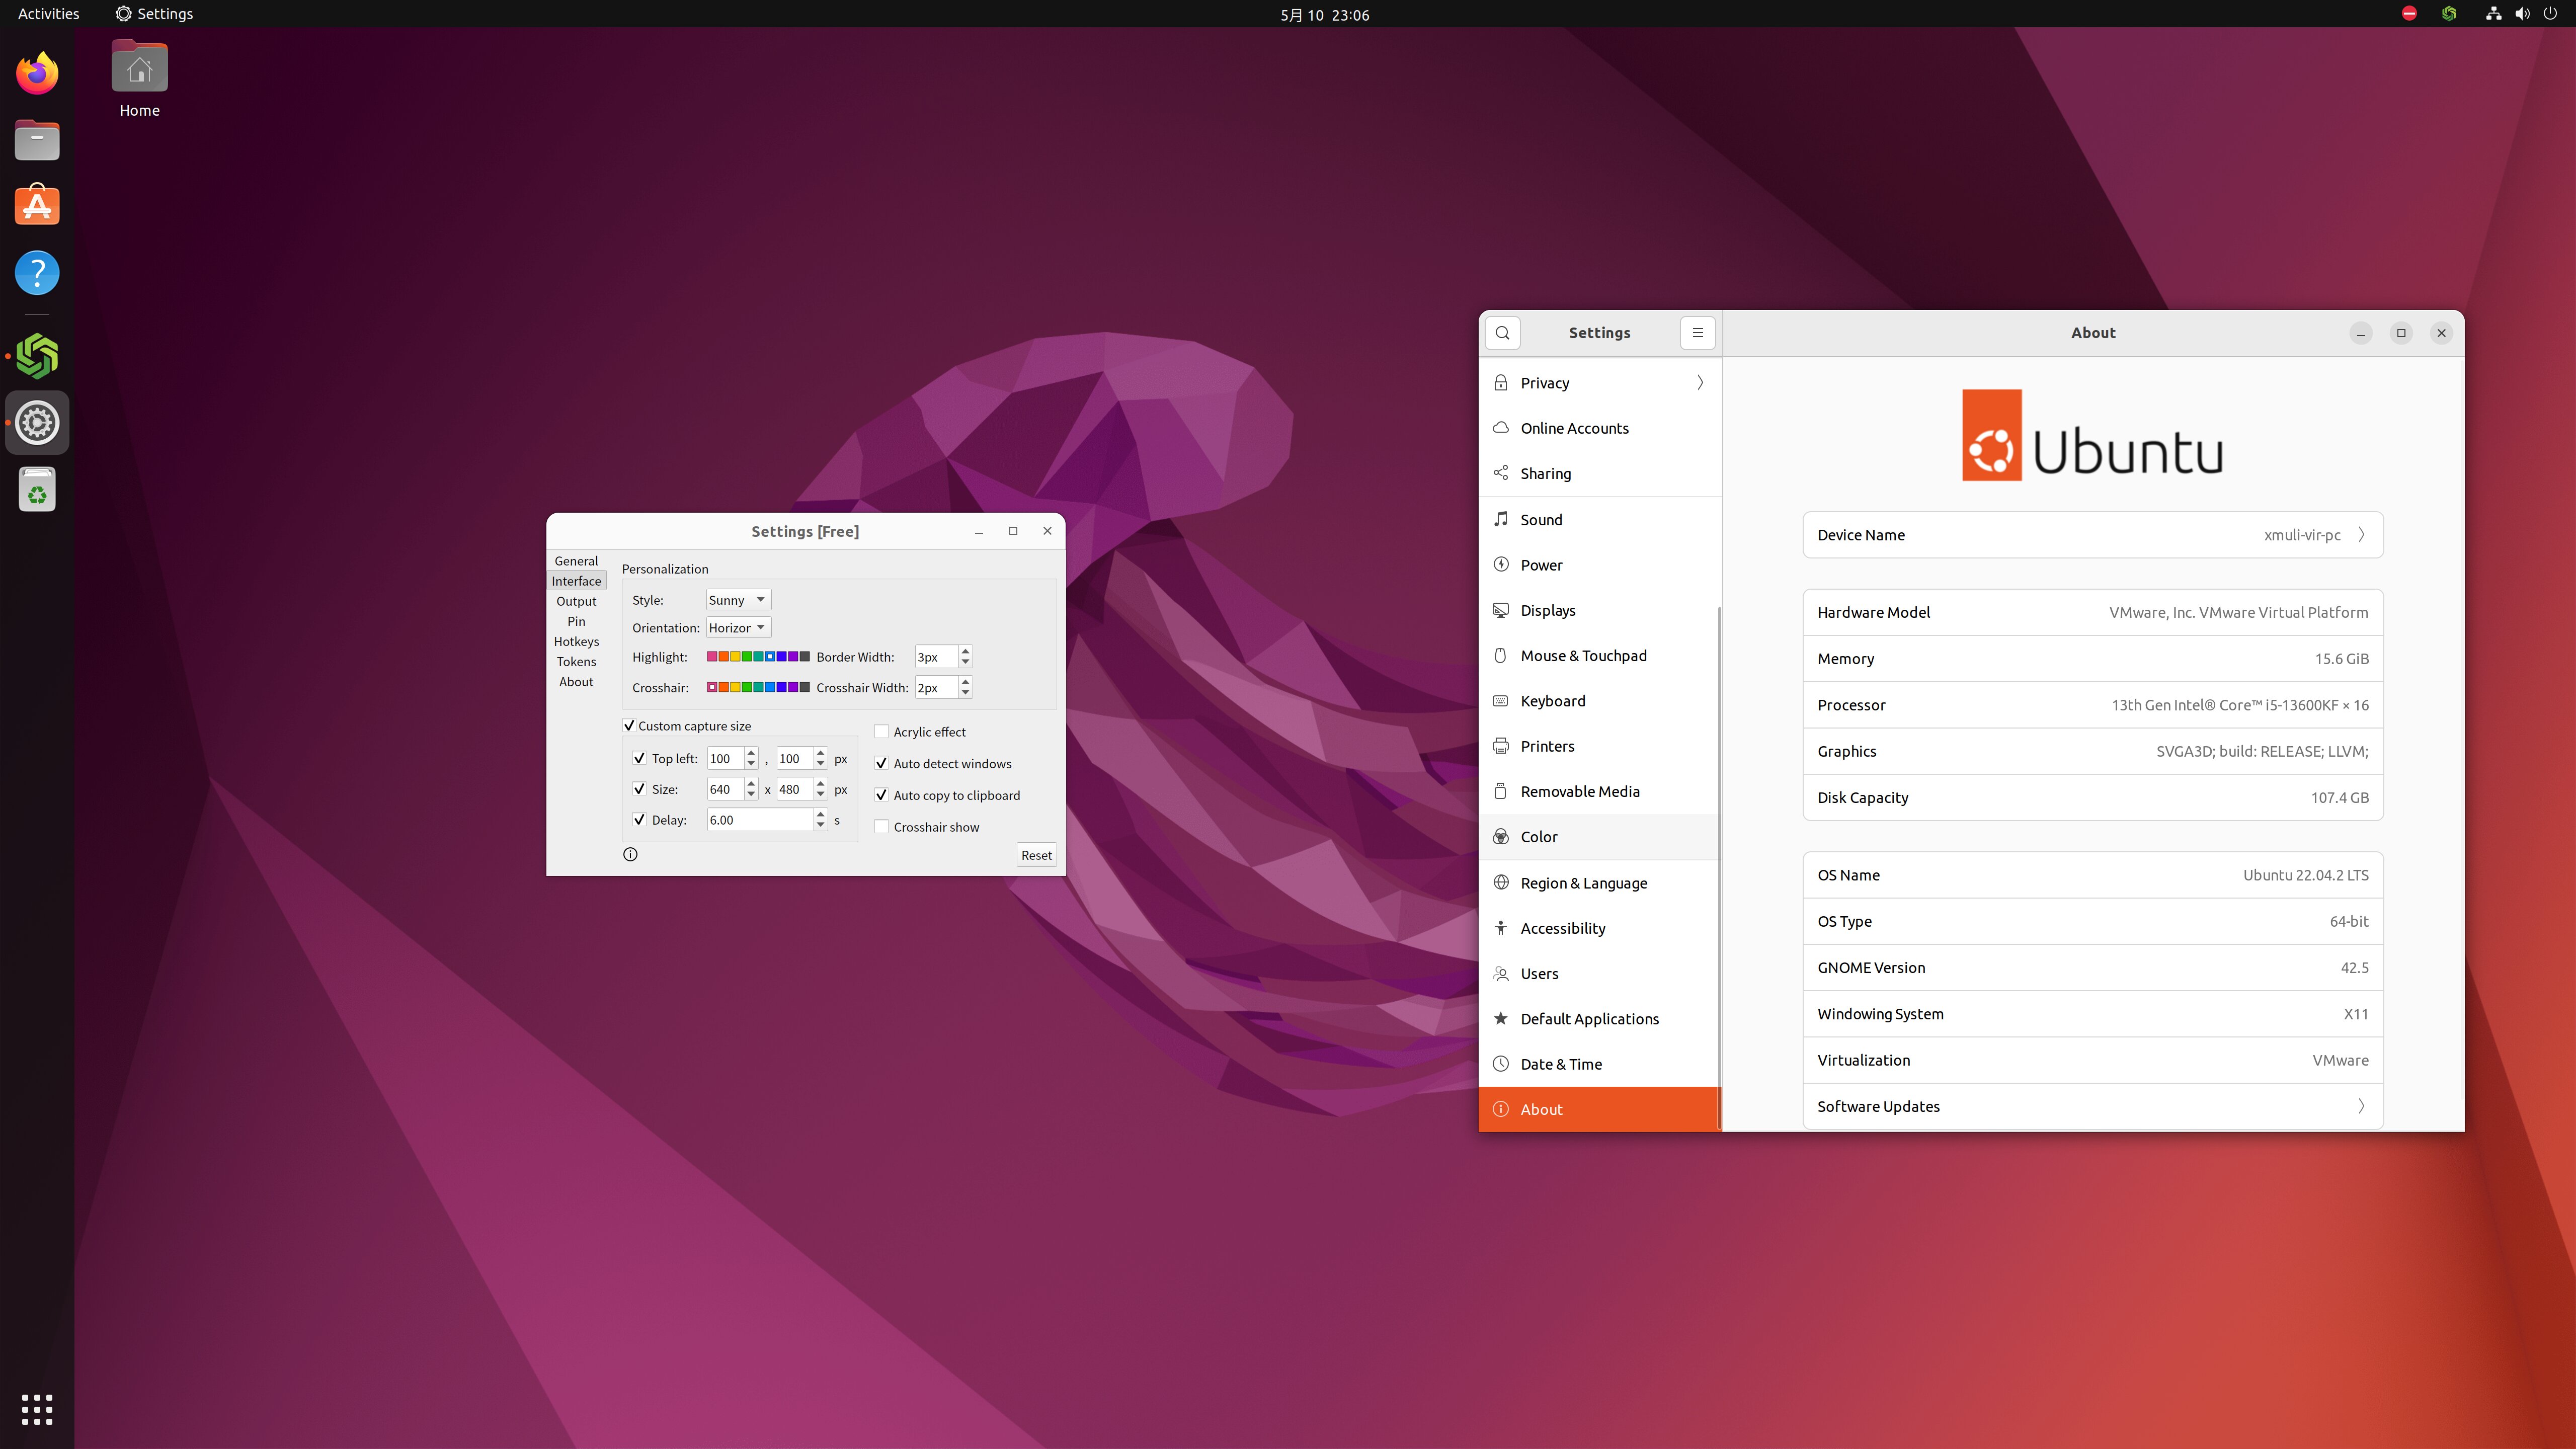 Activities
Settings
5月 10 23:06
Home
Settings [Free]
General
Interface
Output
Pin
Hotkeys
Tokens
About
Personalization
Style: Sunny
Orientation: Horizor
Highlight: Border Width: 3px
Crosshair: Crosshair Width: 2px
Custom capture size
Top left: 100 , 100 px
Size: 640 x 480 px
Delay: 6.00 s
Acrylic effect
Auto detect windows
Auto copy to clipboard
Crosshair show
Reset
Settings
Privacy
Online Accounts
Sharing
Sound
Power
Displays
Mouse & Touchpad
Keyboard
Printers
Removable Media
Color
Region & Language
Accessibility
Users
Default Applications
Date & Time
About
About
Ubuntu
Device Name xmuli-vir-pc
Hardware Model VMware, Inc. VMware Virtual Platform
Memory 15.6 GiB
Processor 13th Gen Intel® Core™ i5-13600KF × 16
Graphics SVGA3D; build: RELEASE; LLVM;
Disk Capacity 107.4 GB
OS Name Ubuntu 22.04.2 LTS
OS Type 64-bit
GNOME Version 42.5
Windowing System X11
Virtualization VMware
Software Updates